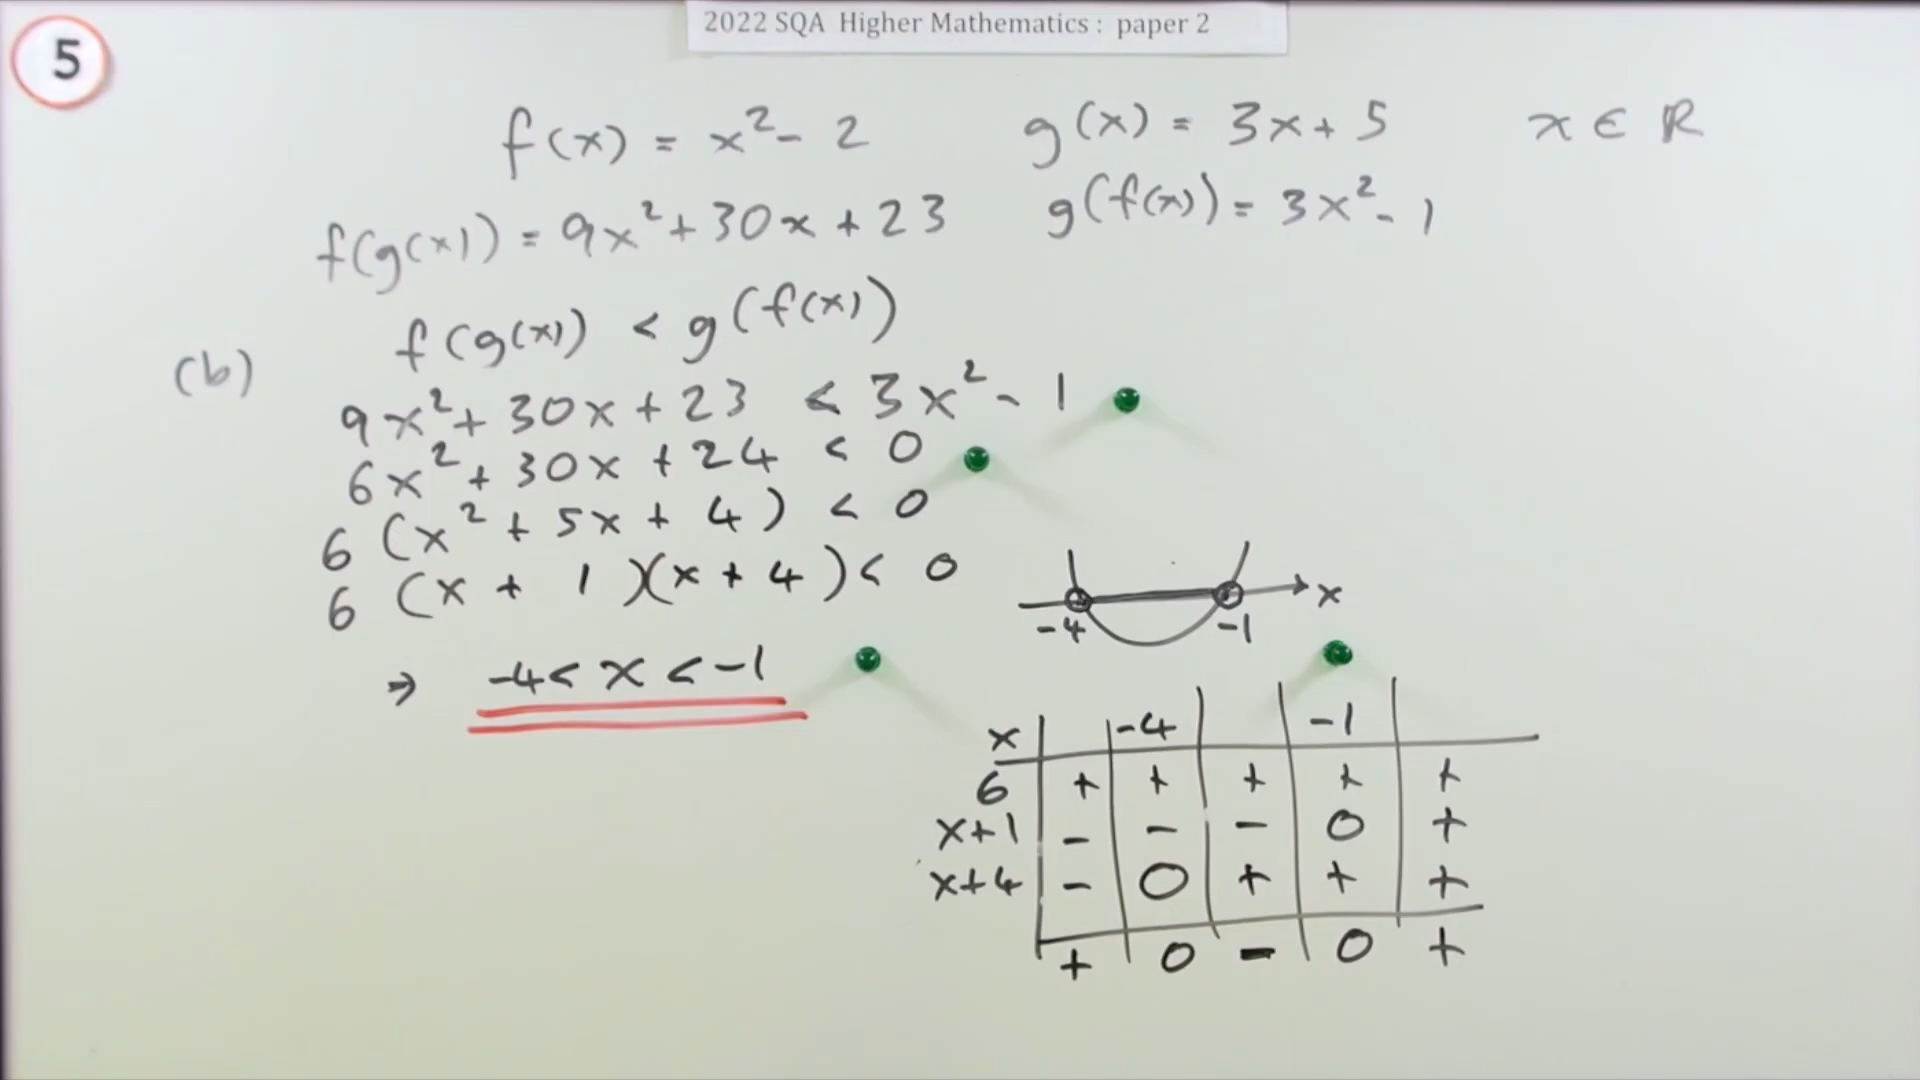 5
2022 SQA Higher Mathematics : paper 2
f(x) = x² - 2 g(x) = 3x + 5 x ∈ ℝ
f(g(x)) = 9x² + 30x + 23 g(f(x)) = 3x² - 1
(b) f(g(x)) < g(f(x))
9x² + 30x + 23 < 3x² - 1
6x² + 30x + 24 < 0
6 (x² + 5x + 4) < 0
6 (x + 1)(x + 4) < 0
-4 -1 x
⇒ -4 < x < -1
x -4 -1
6 + + + + +
x+1 - - - 0 +
x+4 - 0 + + +
+ 0 - 0 +